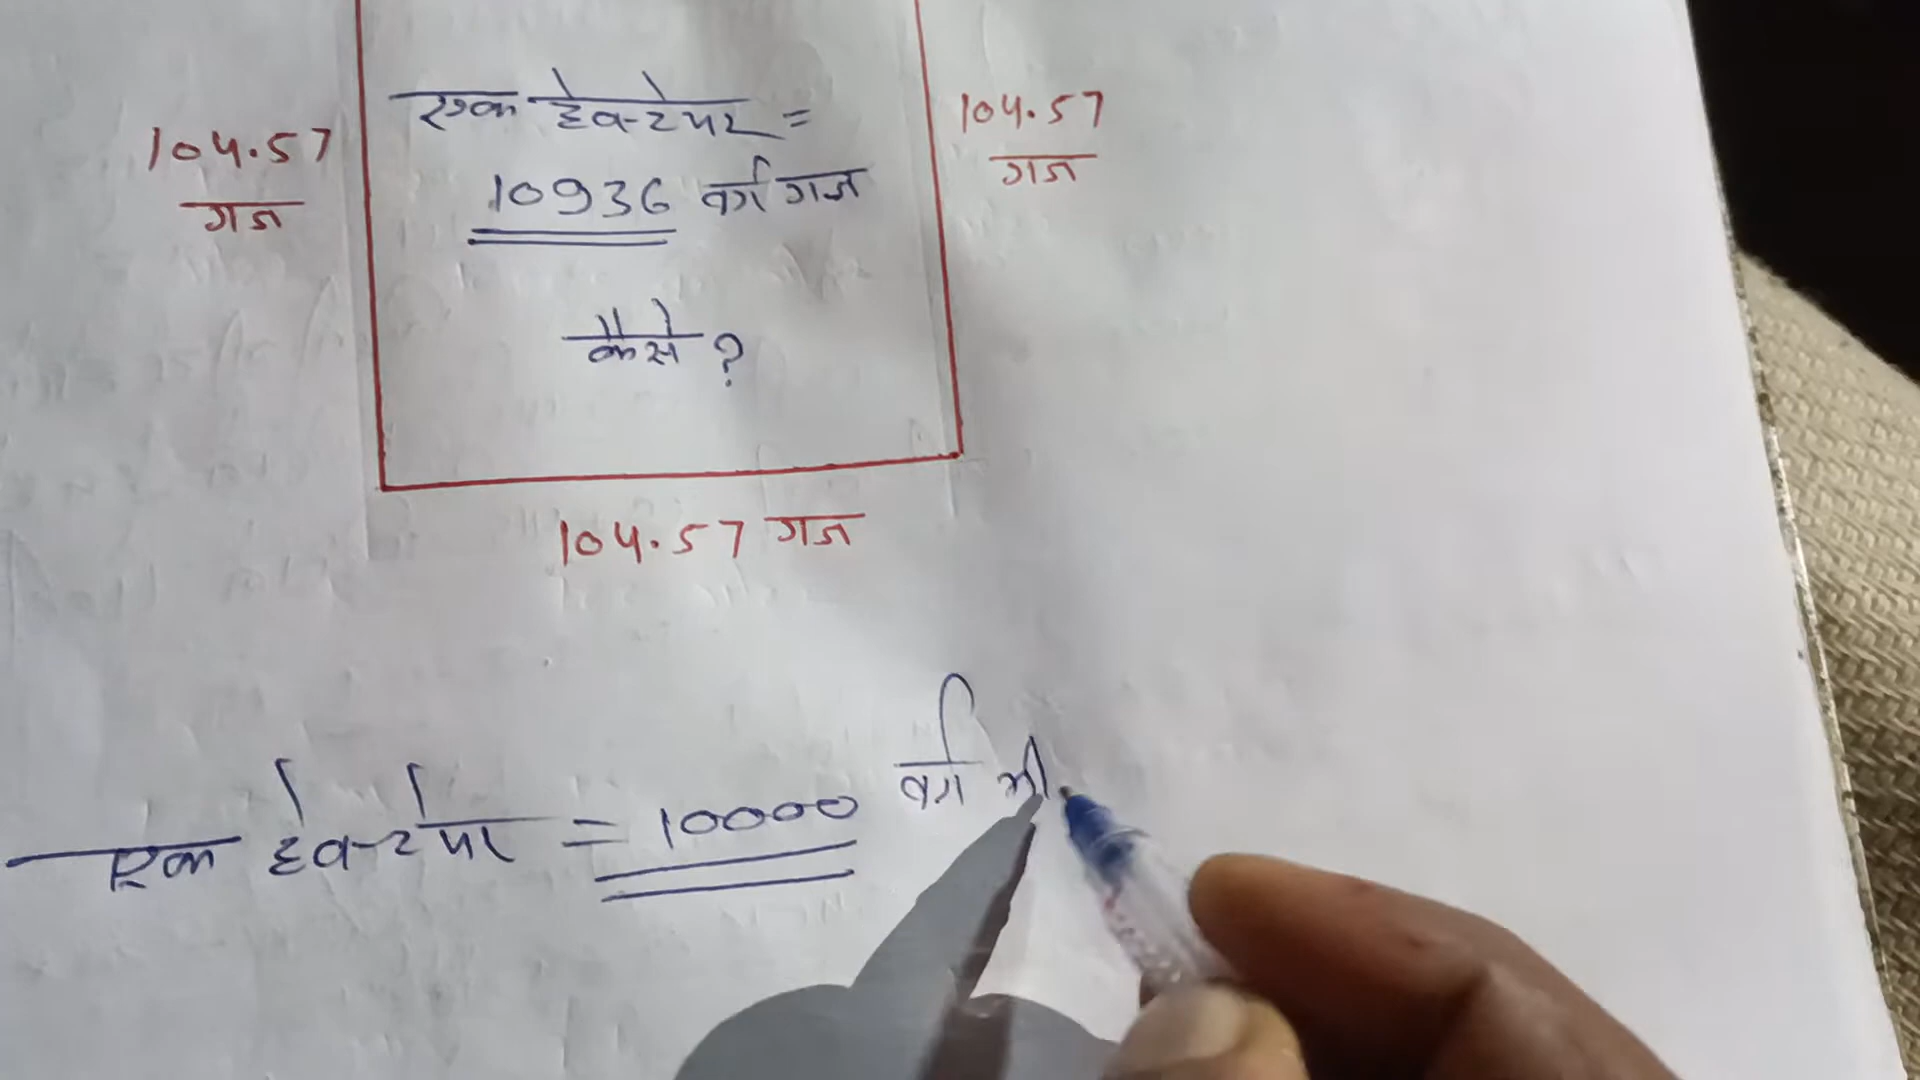 एक हेक्टेयर =
10936 वर्ग गज
कैसे ?
104.57
गज
104.57
गज
104.57 गज
एक हेक्टेयर = 10000 वर्ग मी